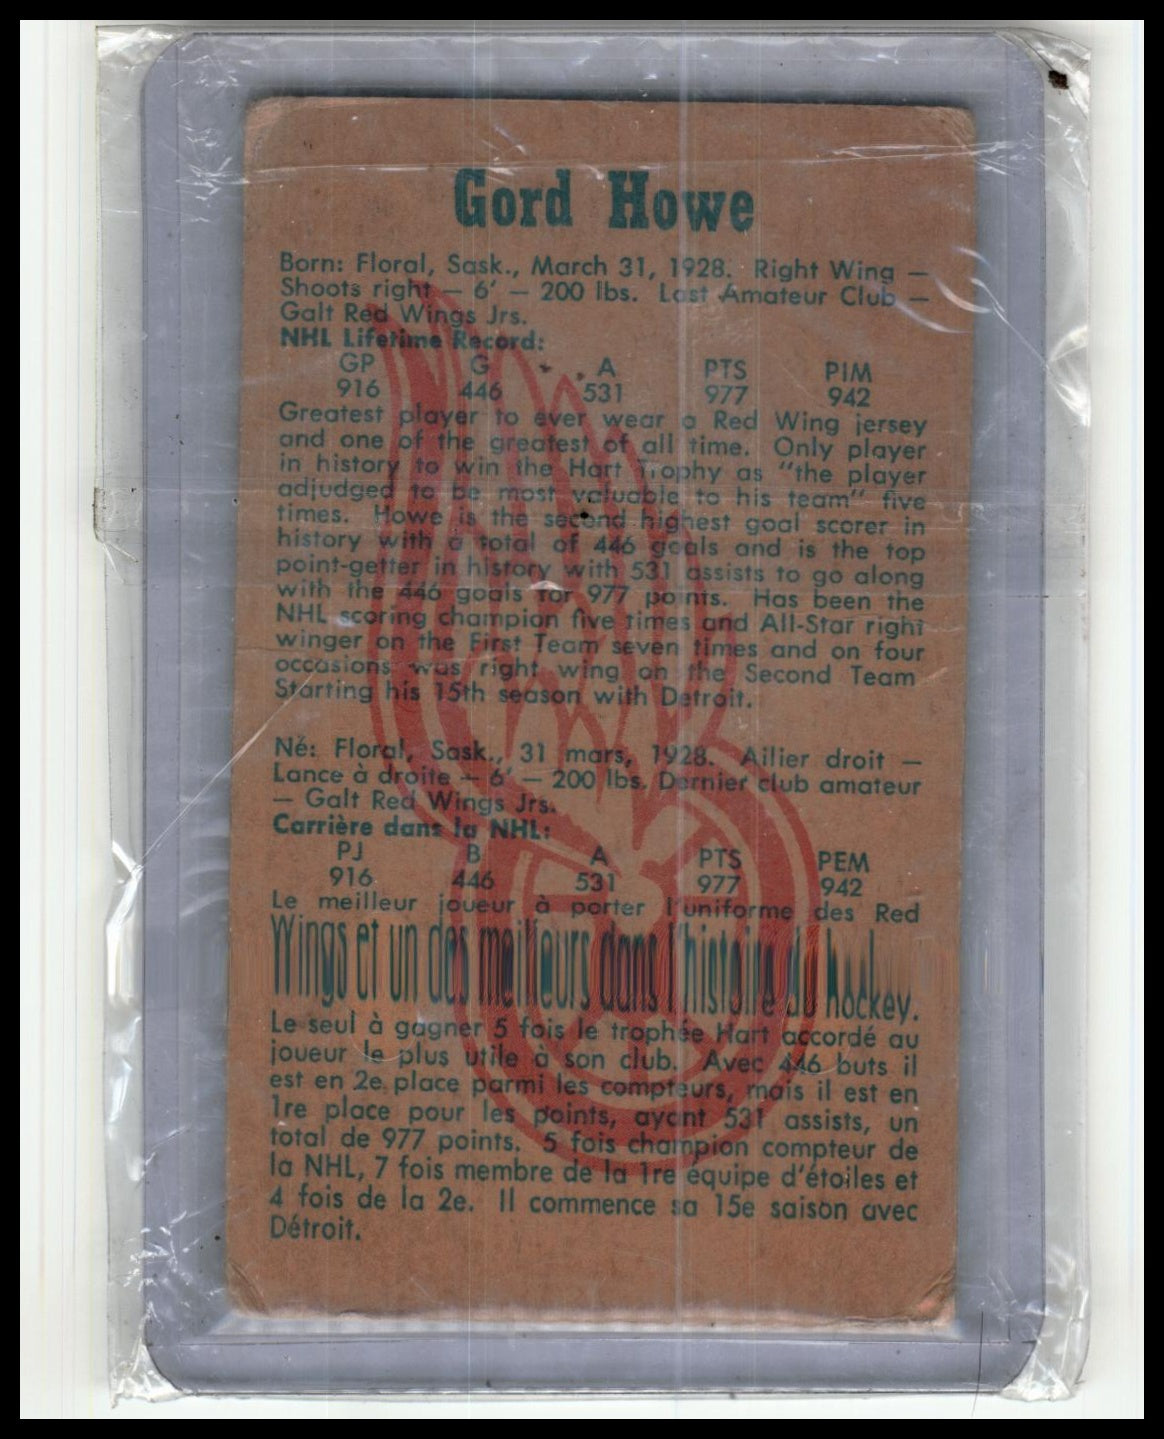 Gord Howe
Born: Floral, Sask., March 31, 1928. Right Wing —
Shoots right — 6' — 200 lbs. Last Amateur Club —
Galt Red Wings Jrs.
NHL Lifetime Record:
GP G A PTS PIM
916 446 531 977 942
Greatest player to ever wear a Red Wing jersey
and one of the greatest of all time. Only player
in history to win the Hart Trophy as "the player
adjudged to be most valuable to his team" five
times. Howe is the second highest goal scorer in
history with a total of 446 goals and is the top
point-getter in history with 531 assists to go along
with the 446 goals for 977 points. Has been the
NHL scoring champion five times and All-Star right
winger on the First Team seven times and on four
occasions was right wing on the Second Team
Starting his 15th season with Detroit.
Né: Floral, Sask., 31 mars, 1928. Ailier droit —
Lance à droite — 6' — 200 lbs. Dernier club amateur
— Galt Red Wings Jrs.
Carrière dans la NHL:
PJ B A PTS PEM
916 446 531 977 942
Le meilleur joueur à porter l'uniforme des Red
Wings et un des meilleurs dans l'histoire du hockey.
Le seul à gagner 5 fois le trophée Hart accordé au
joueur le plus utile à son club. Avec 446 buts il
est en 2e place parmi les compteurs, mais il est en
1re place pour les points, ayant 531 assists, un
total de 977 points. 5 fois champion compteur de
la NHL, 7 fois membre de la 1re équipe d'étoiles et
4 fois de la 2e. Il commence sa 15e saison avec
Détroit.